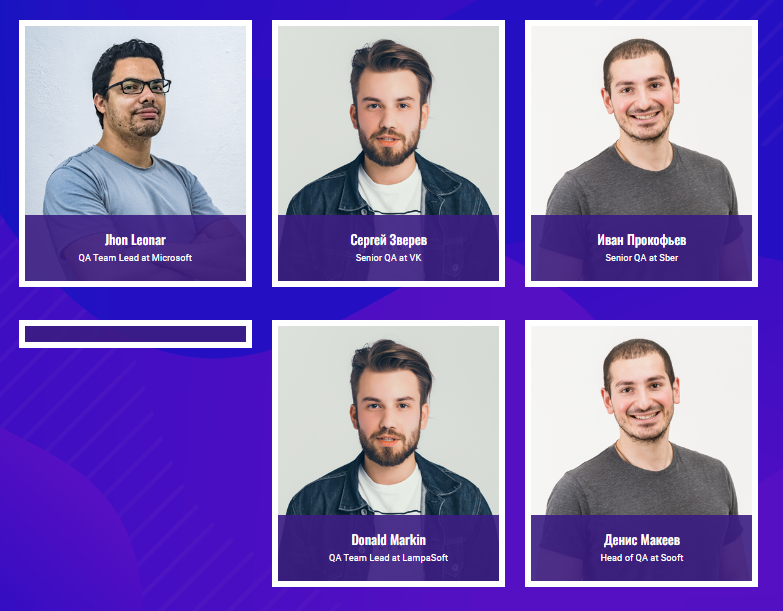 Jhon Leonar
QA Team Lead at Microsoft
Сергей Зверев
Senior QA at VK
Иван Прокофьев
Senior QA at Sber
Donald Markin
QA Team Lead at LampaSoft
Денис Макеев
Head of QA at Sooft